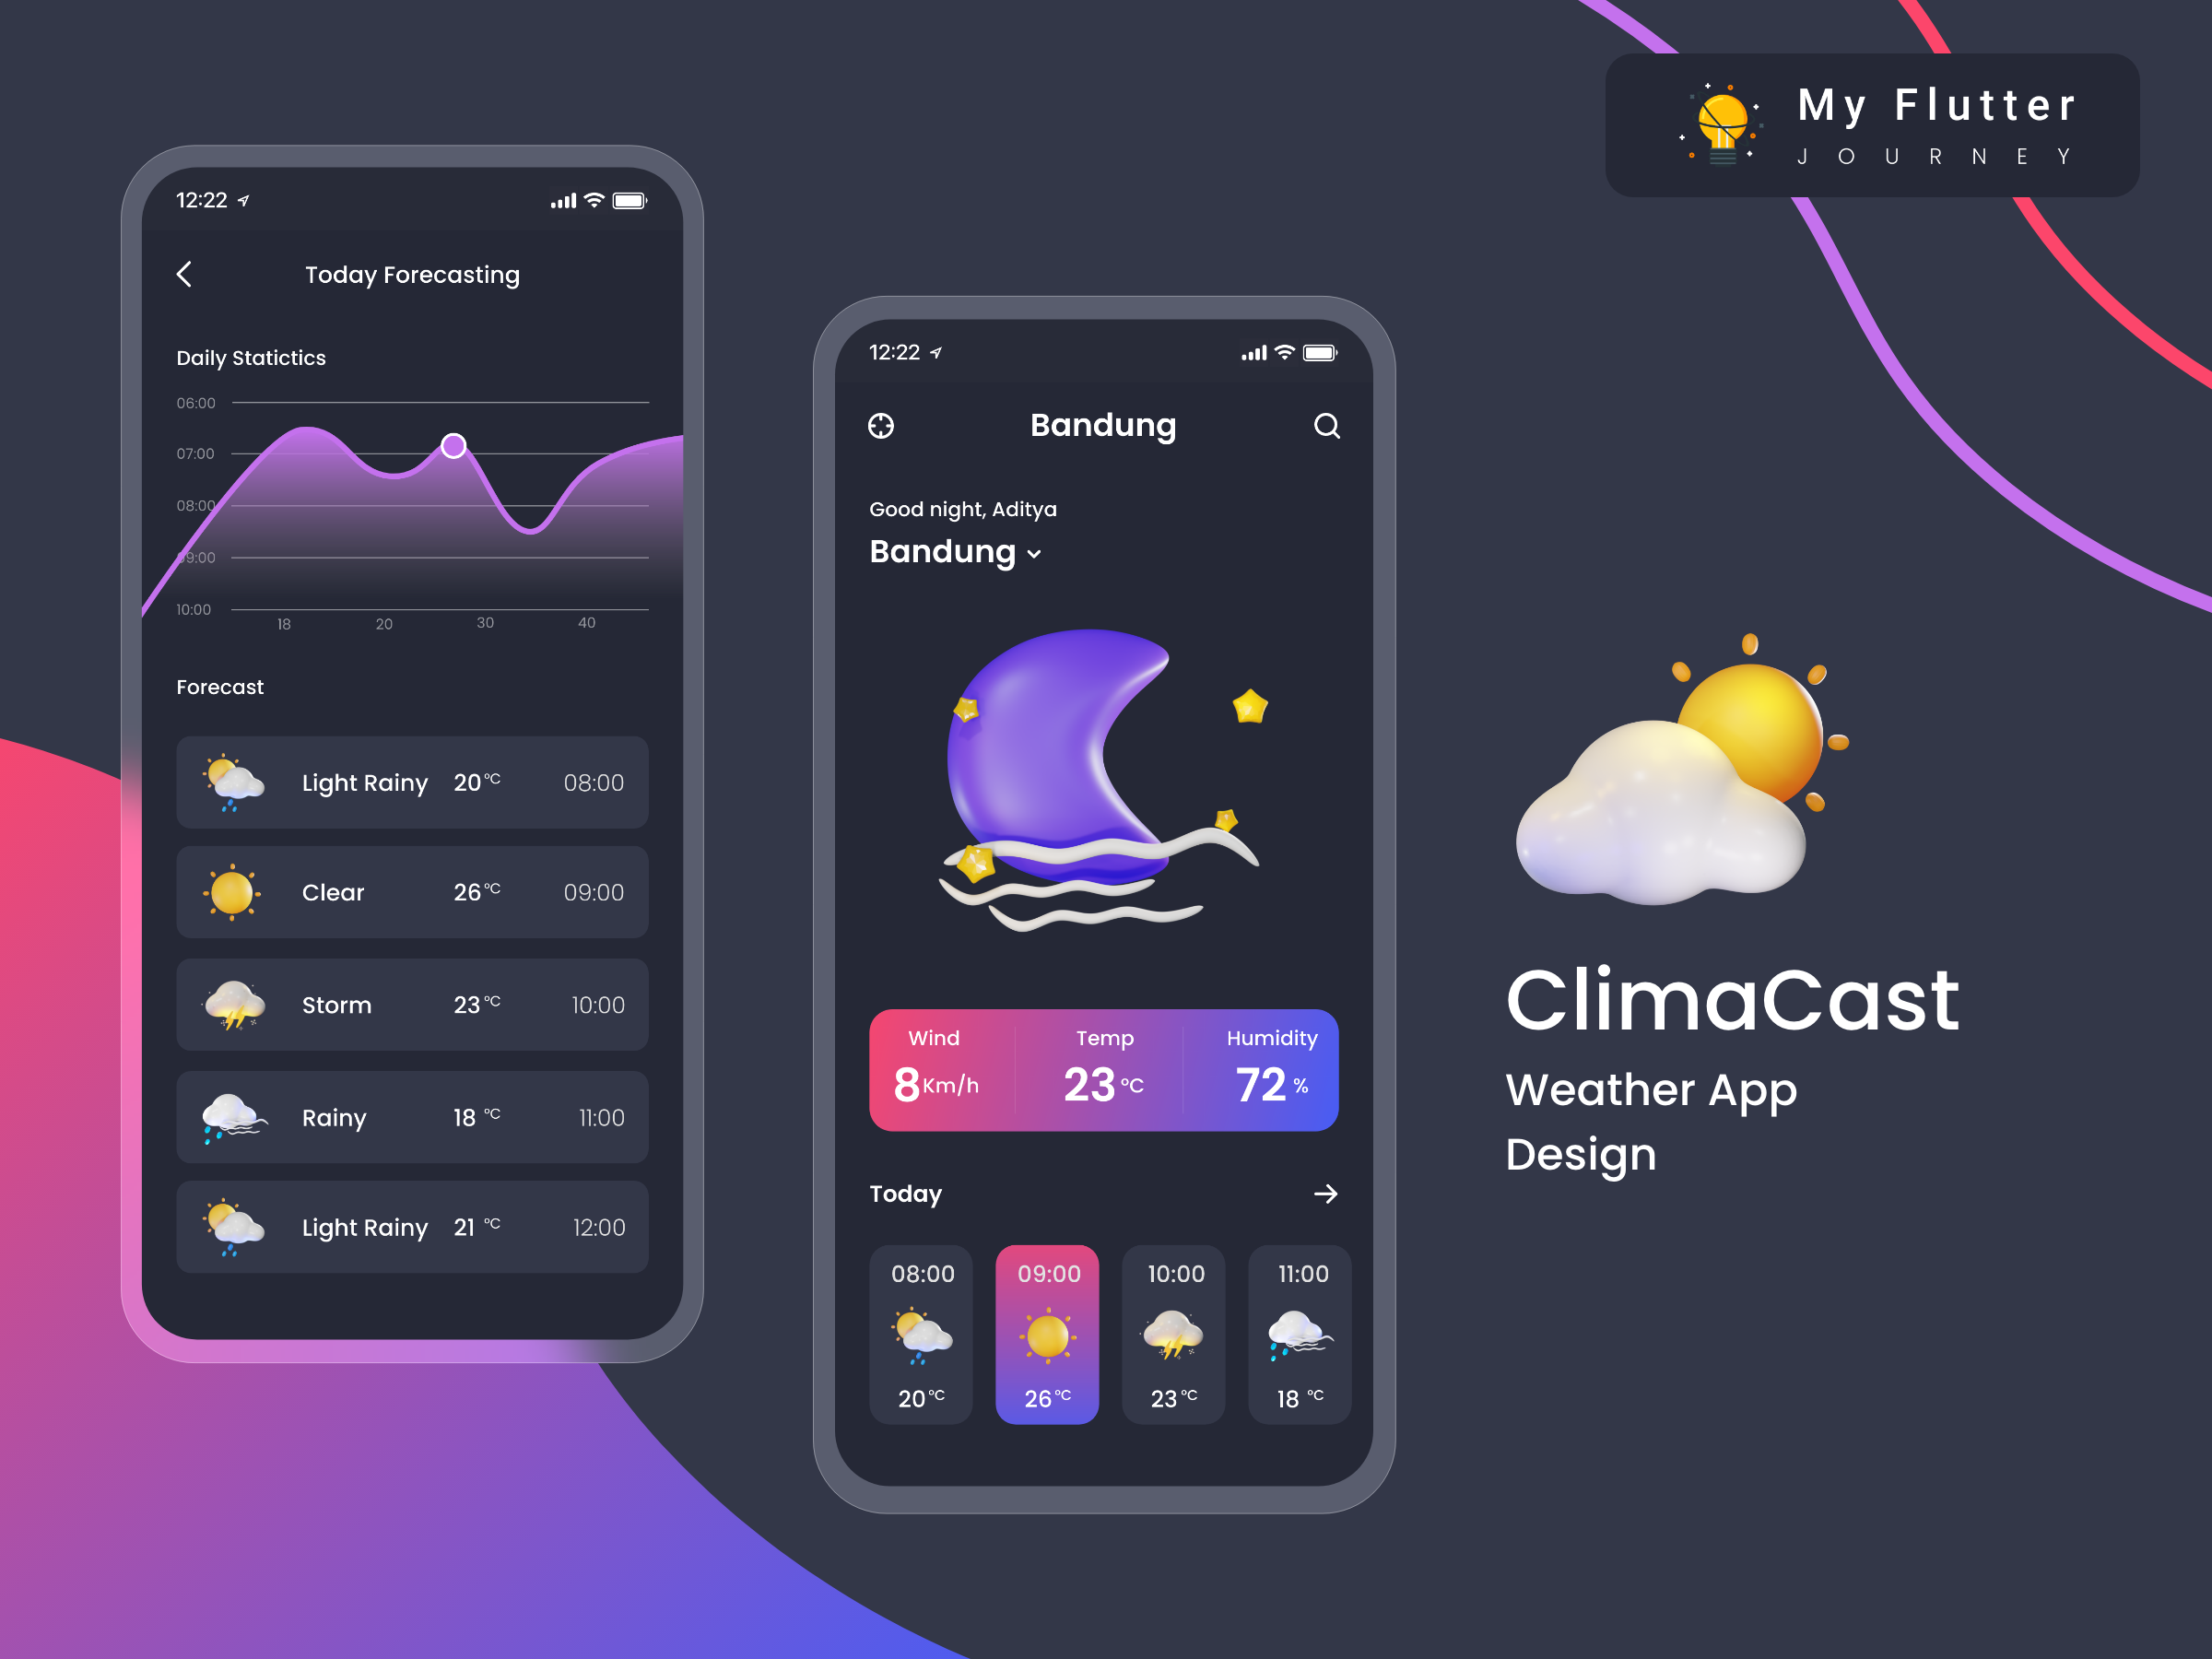 My Flutter
JOURNEY
12:22
Today Forecasting
Daily Statictics
06:00
07:00
08:00
09:00
10:00
18 20 30 40
Forecast
Light Rainy 20 °C 08:00
Clear 26 °C 09:00
Storm 23 °C 10:00
Rainy 18 °C 11:00
Light Rainy 21 °C 12:00
12:22
Bandung
Good night, Aditya
Bandung
Wind Temp Humidity
8 Km/h 23 °C 72 %
Today
08:00 09:00 10:00 11:00
20 °C 26 °C 23 °C 18 °C
ClimaCast
Weather App
Design